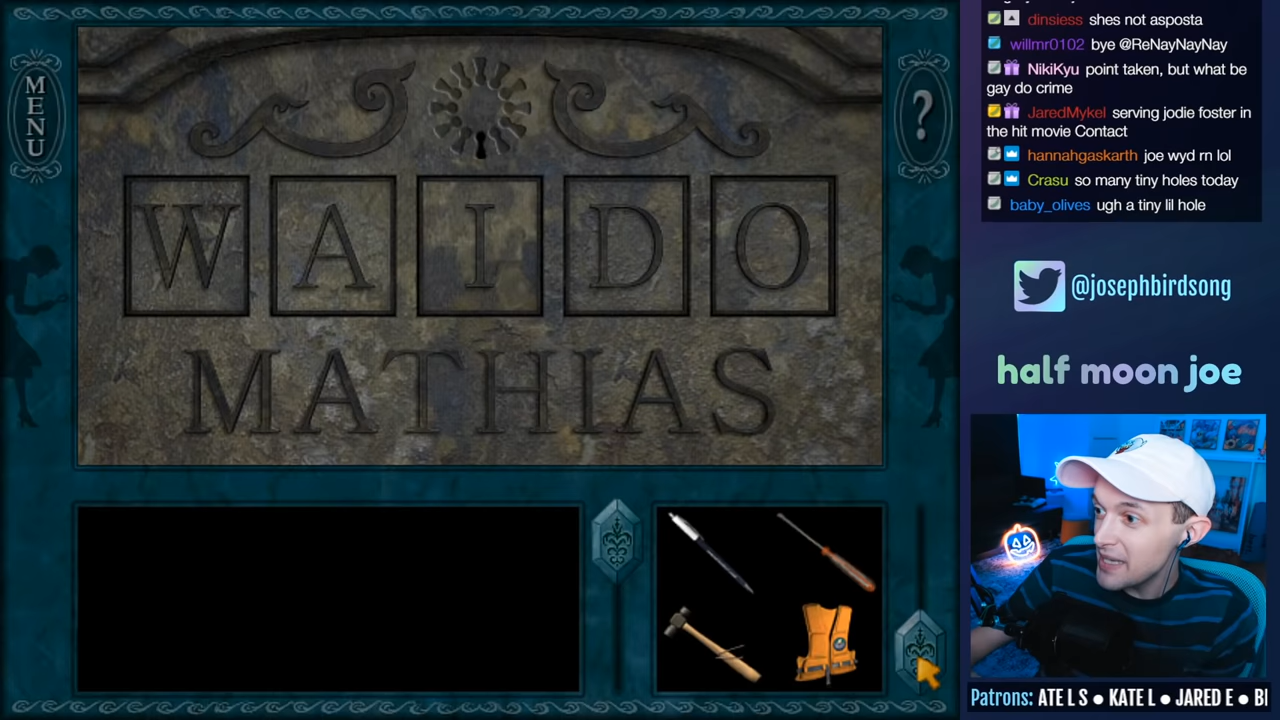 MENU
?
W A I D O
MATHIAS
dinsiess shes not asposta
willmr0102 bye @ReNayNayNay
NikiKyu point taken, but what be
gay do crime
JaredMykel serving jodie foster in
the hit movie Contact
hannahgaskarth joe wyd rn lol
Crasu so many tiny holes today
baby_olives ugh a tiny lil hole
@josephbirdsong
half moon joe
Patrons: ATE L S ● KATE L ● JARED E ●